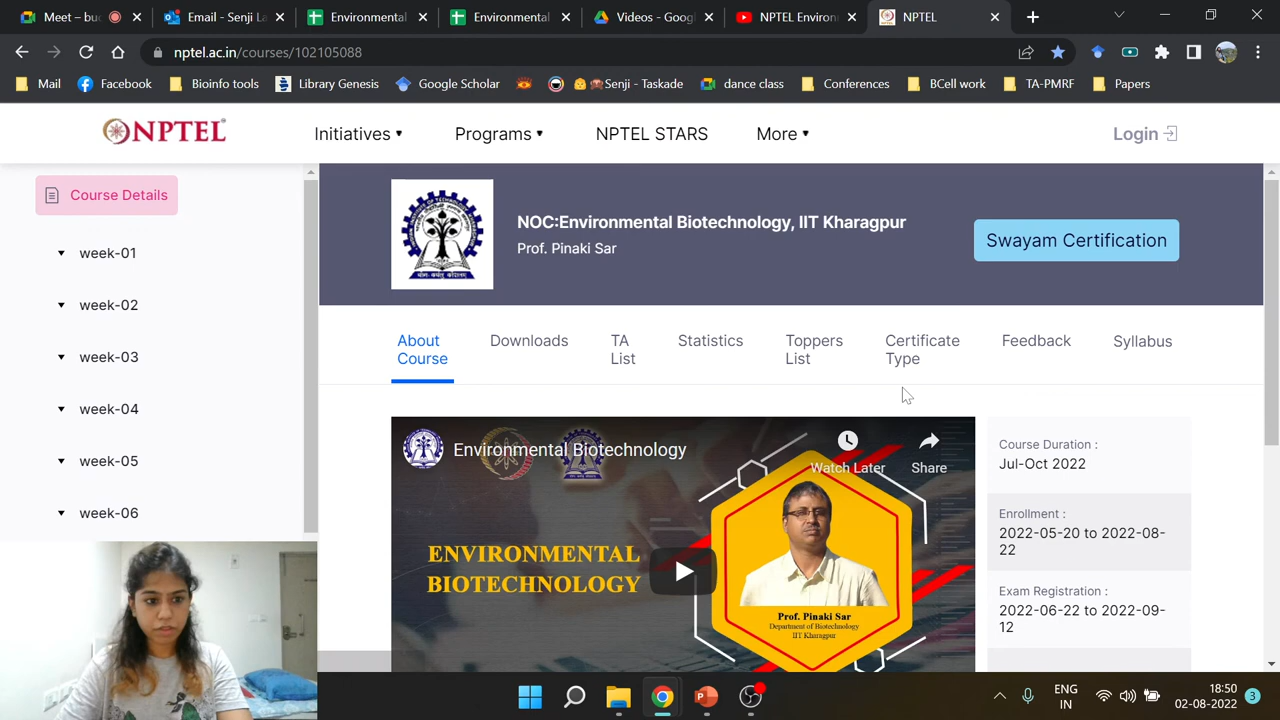 Meet – buc
Email - Senji La
Environmental
Environmental
Videos - Googl
NPTEL Environ
NPTEL
nptel.ac.in/courses/102105088
Mail
Facebook
Bioinfo tools
Library Genesis
Google Scholar
Senji - Taskade
dance class
Conferences
BCell work
TA-PMRF
Papers
NPTEL
Initiatives
Programs
NPTEL STARS
More
Login
Course Details
week-01
week-02
week-03
week-04
week-05
week-06
NOC:Environmental Biotechnology, IIT Kharagpur
Prof. Pinaki Sar
Swayam Certification
About
Course
Downloads
TA
List
Statistics
Toppers
List
Certificate
Type
Feedback
Syllabus
Environmental Biotechnology
Watch Later
Share
ENVIRONMENTAL
BIOTECHNOLOGY
Prof. Pinaki Sar
Department of Biotechnology
IIT Kharagpur
Course Duration :
Jul-Oct 2022
Enrollment :
2022-05-20 to 2022-08-
22
Exam Registration :
2022-06-22 to 2022-09-
12
ENG
IN
18:50
02-08-2022
3